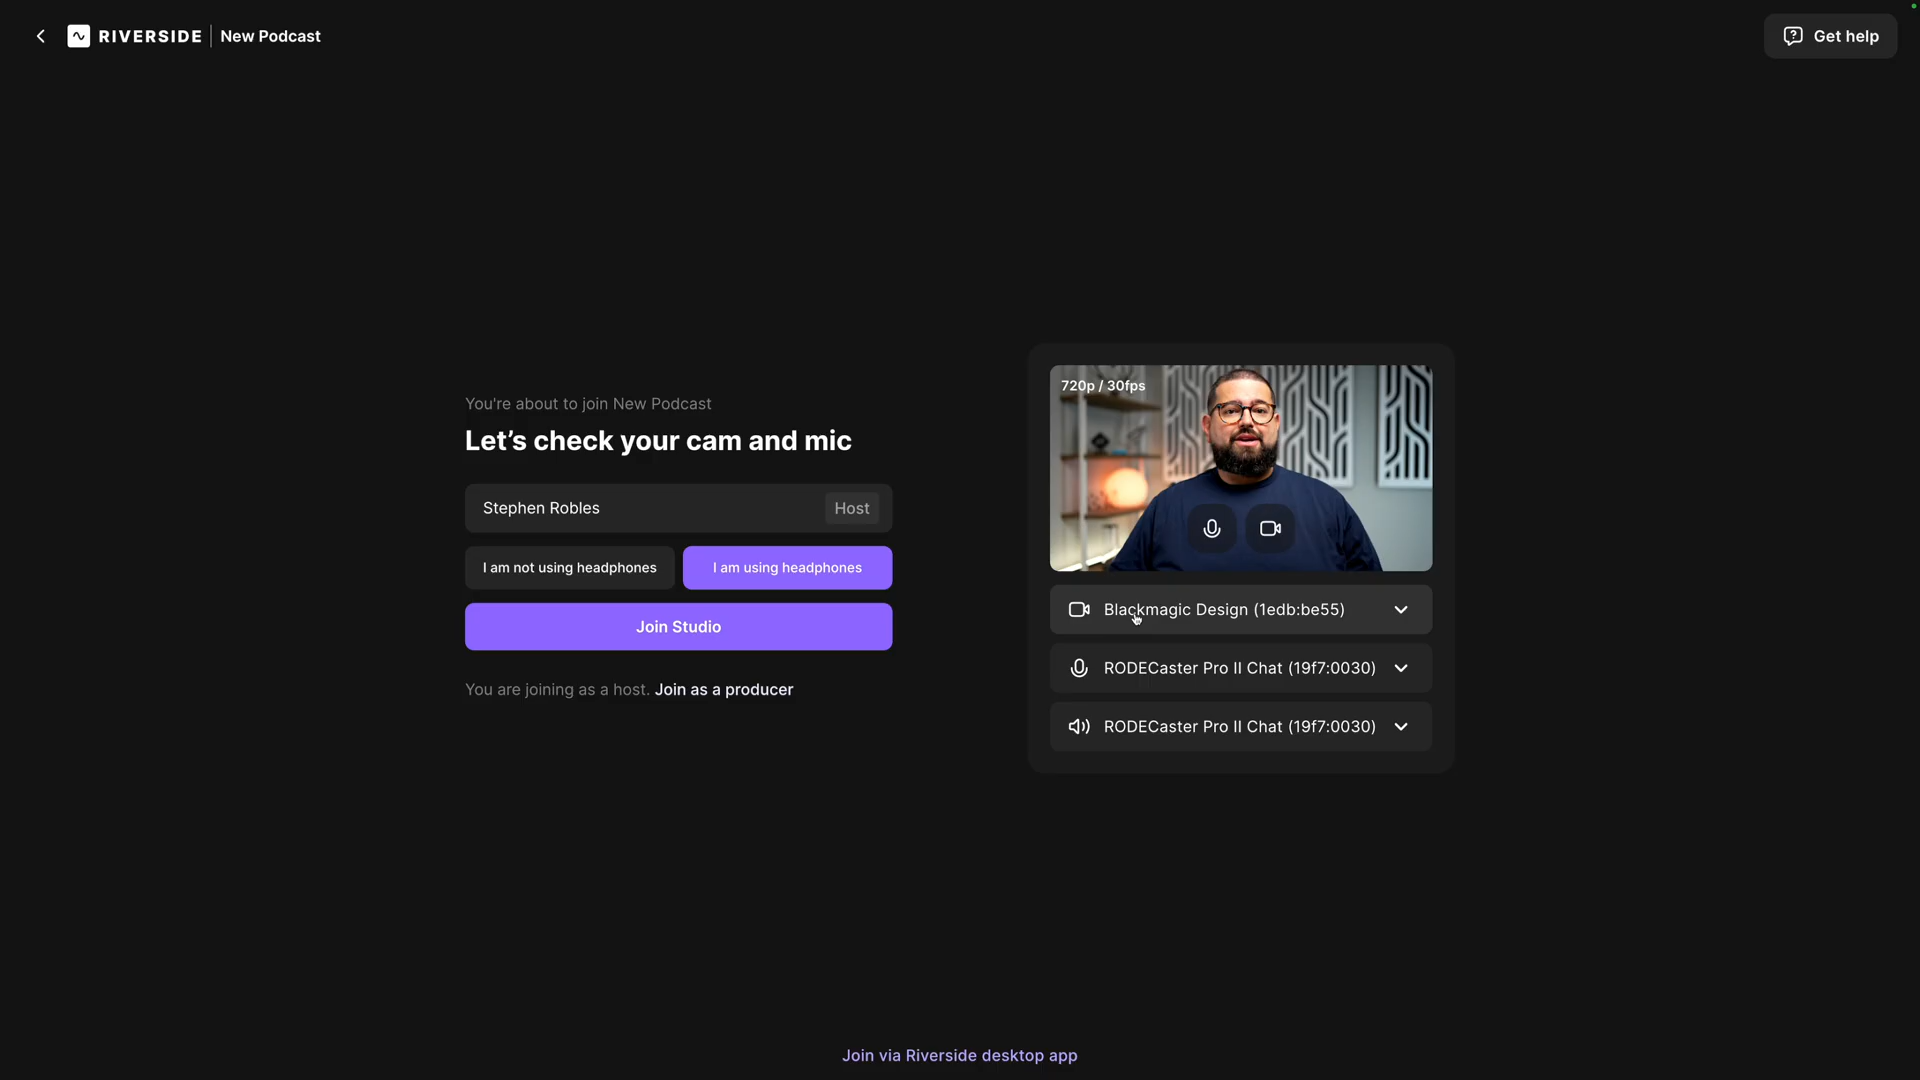 RIVERSIDE
New Podcast
Get help
You're about to join New Podcast
Let's check your cam and mic
Stephen Robles
Host
I am not using headphones
I am using headphones
Join Studio
You are joining as a host. Join as a producer
720p / 30fps
Blackmagic Design (1edb:be55)
RODECaster Pro II Chat (19f7:0030)
RODECaster Pro II Chat (19f7:0030)
Join via Riverside desktop app